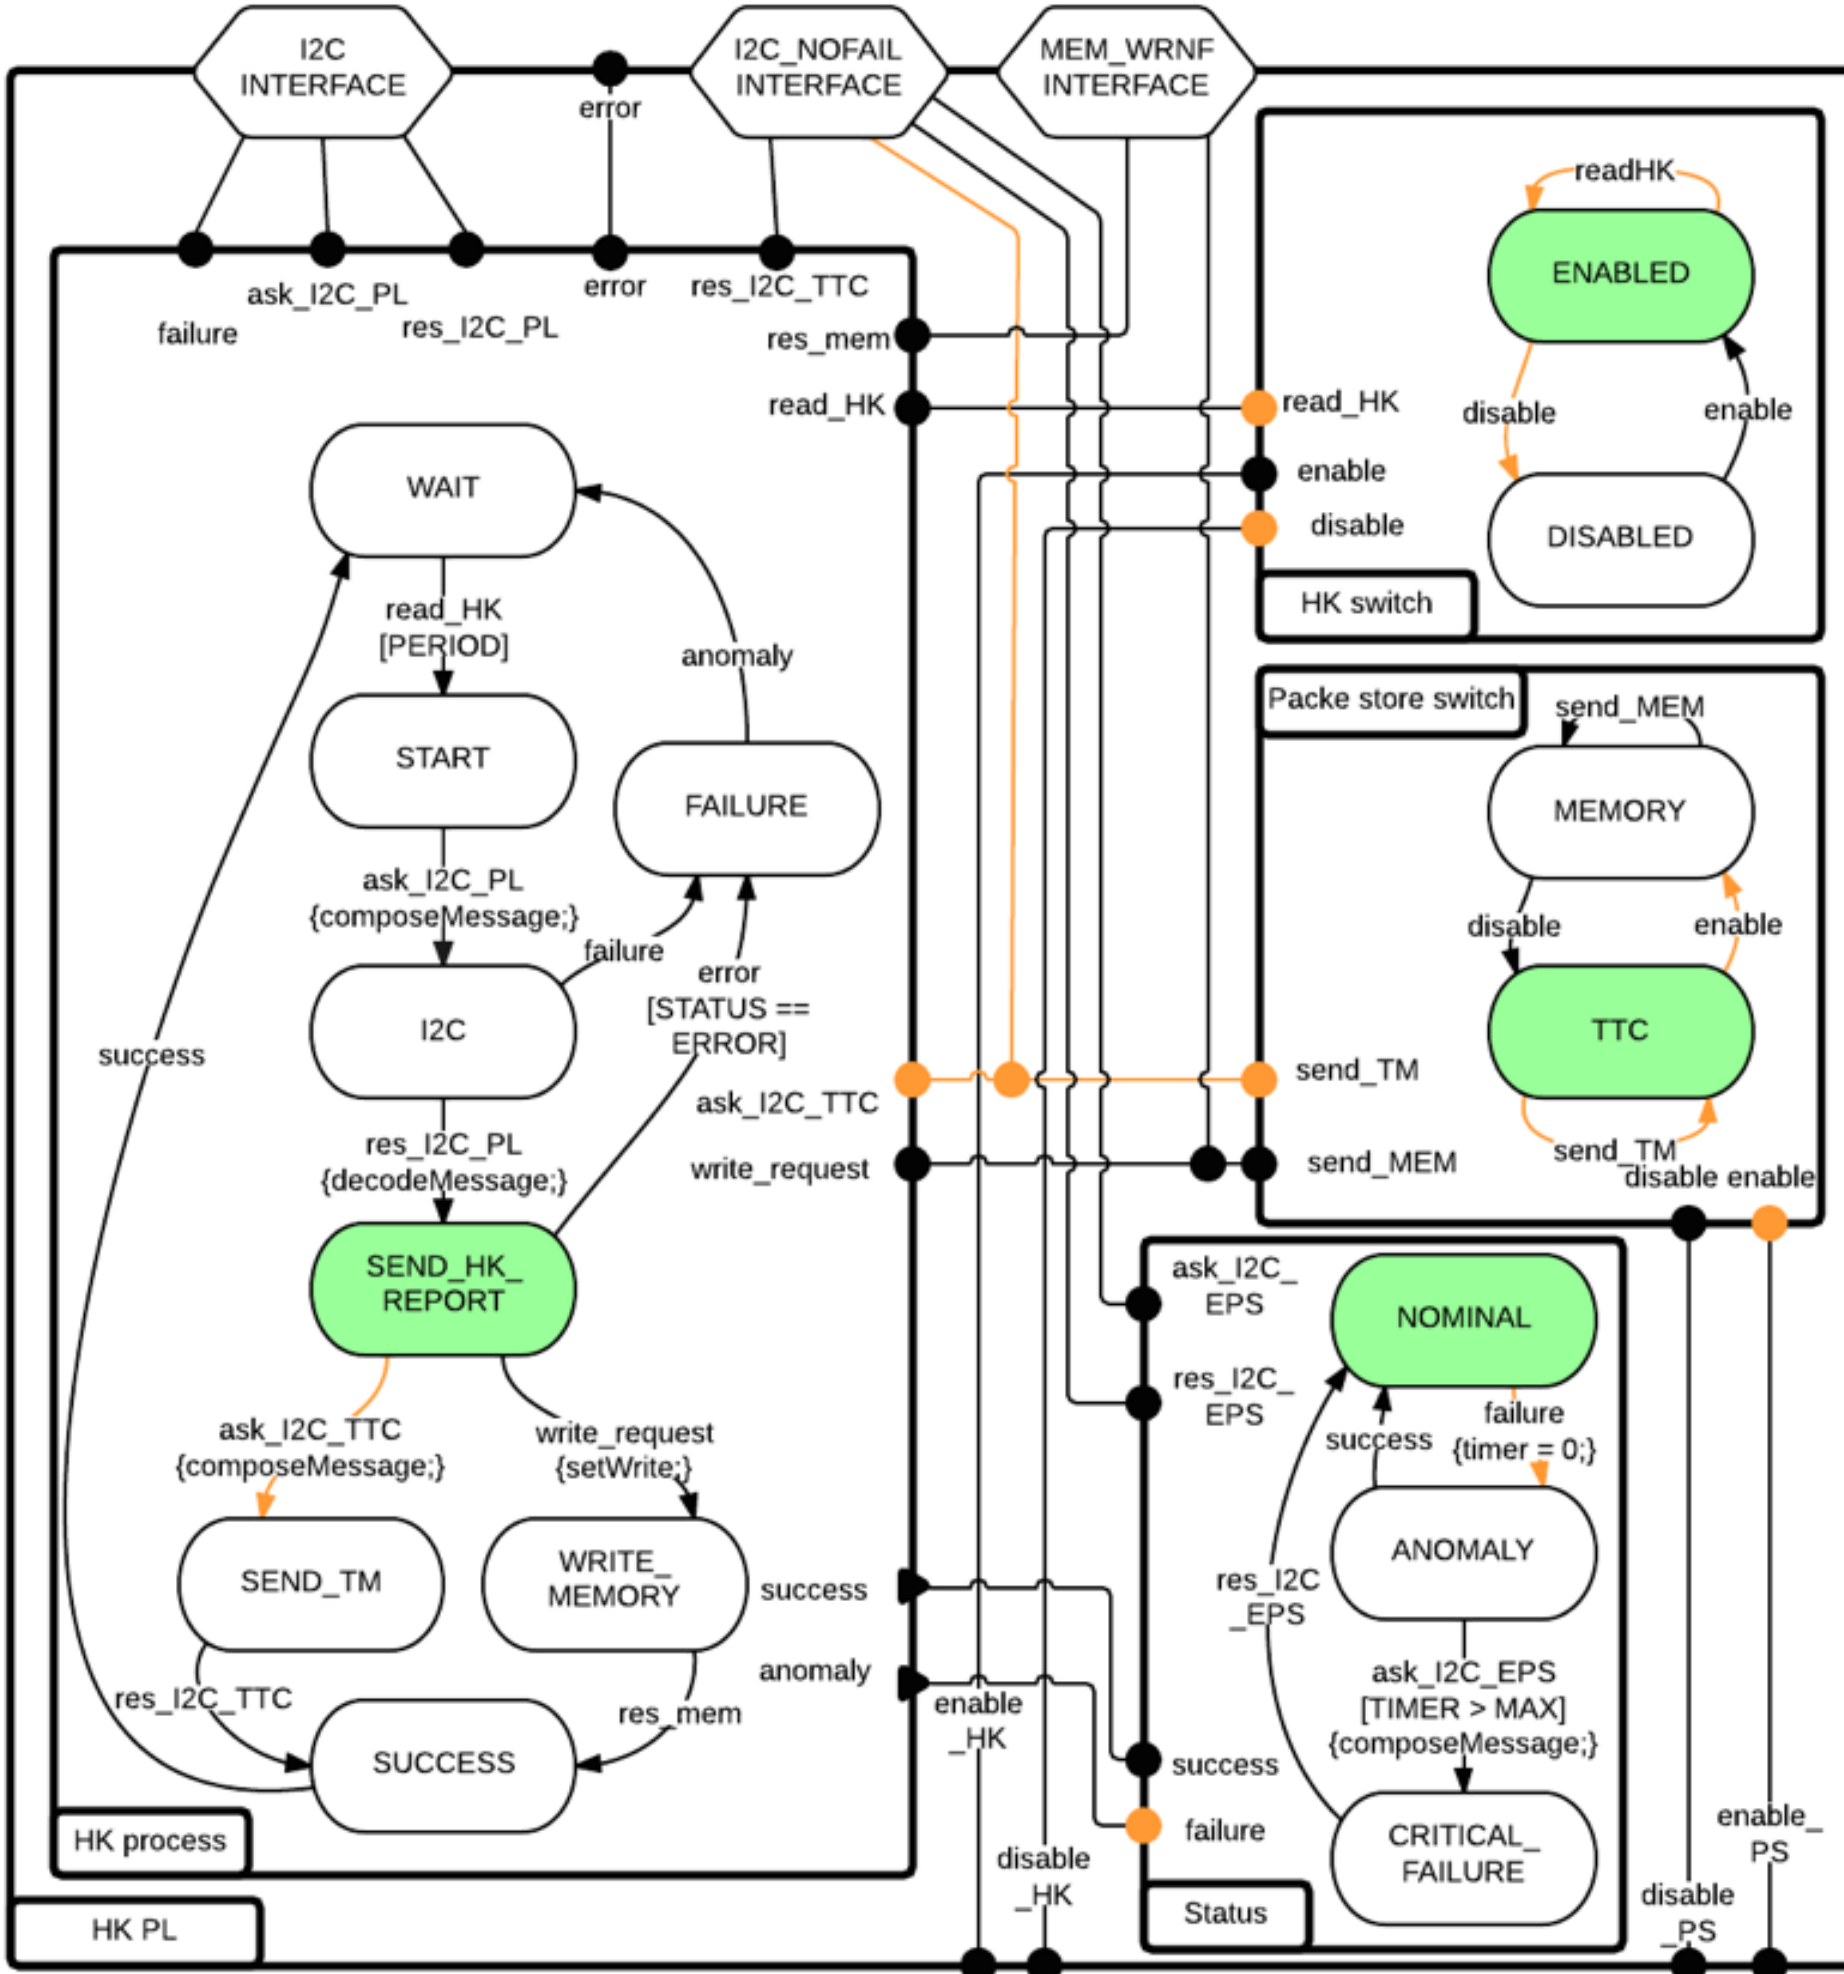 I2C
INTERFACE
error
I2C_NOFAIL
INTERFACE
MEM_WRNF
INTERFACE
failure
ask_I2C_PL
res_I2C_PL
error
res_I2C_TTC
res_mem
read_HK
WAIT
read_HK
[PERIOD]
START
anomaly
FAILURE
ask_I2C_PL
{composeMessage;}
failure
I2C
error
[STATUS ==
ERROR]
success
res_I2C_PL
{decodeMessage;}
ask_I2C_TTC
write_request
SEND_HK_
REPORT
ask_I2C_TTC
{composeMessage;}
write_request
{setWrite;}
SEND_TM
WRITE_
MEMORY
success
anomaly
res_I2C_TTC
res_mem
SUCCESS
HK process
HK PL
enable
_HK
disable
_HK
readHK
ENABLED
disable
enable
DISABLED
read_HK
enable
disable
HK switch
Packe store switch
send_MEM
MEMORY
disable
enable
TTC
send_TM
send_TM
send_MEM
disable enable
ask_I2C_
EPS
res_I2C_
EPS
NOMINAL
failure
{timer = 0;}
success
ANOMALY
res_I2C
_EPS
ask_I2C_EPS
[TIMER > MAX]
{composeMessage;}
success
failure
CRITICAL_
FAILURE
Status
disable
_PS
enable_
PS